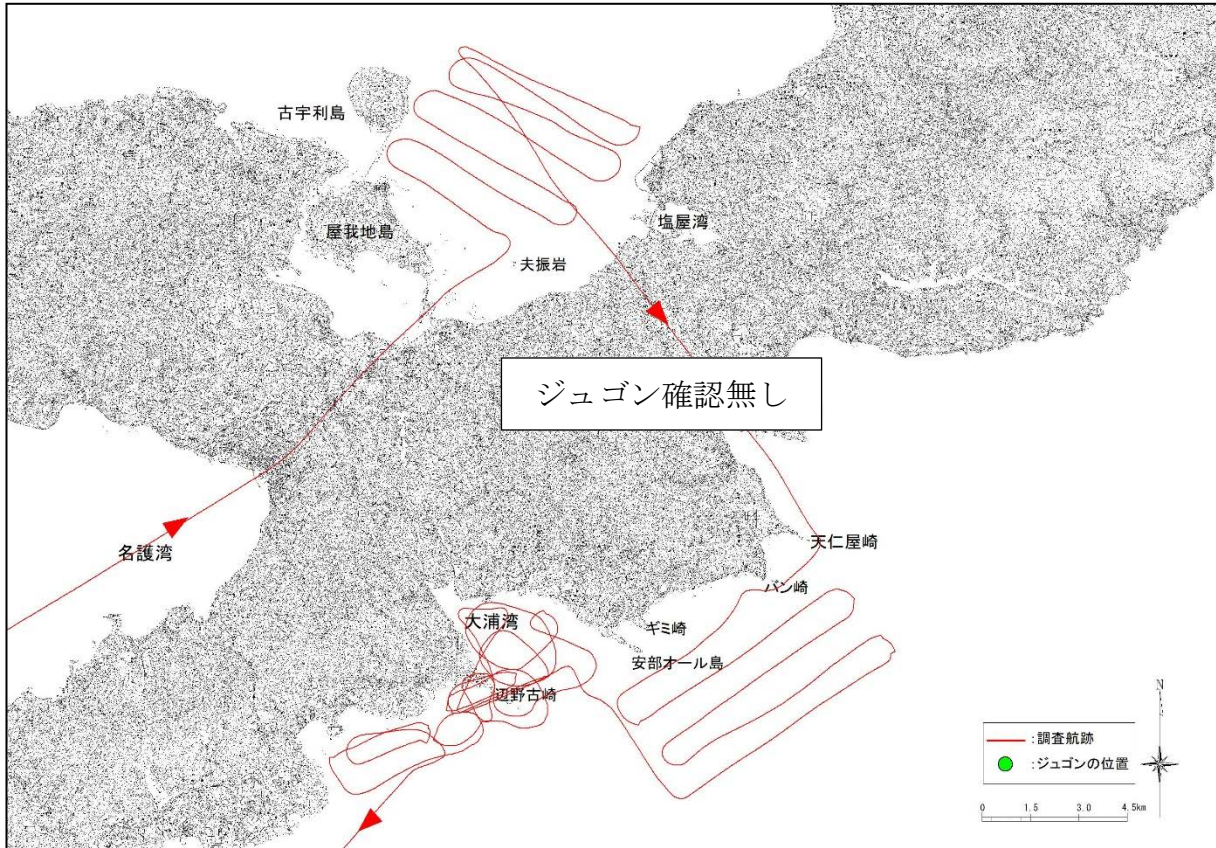 古宇利島
屋我地島
塩屋湾
夫振岩
ジュゴン確認無し
名護湾
天仁屋崎
バン崎
大浦湾
ギミ崎
安部オール島
辺野古崎
N
:調査航跡
:ジュゴンの位置
0 1.5 3.0 4.5km